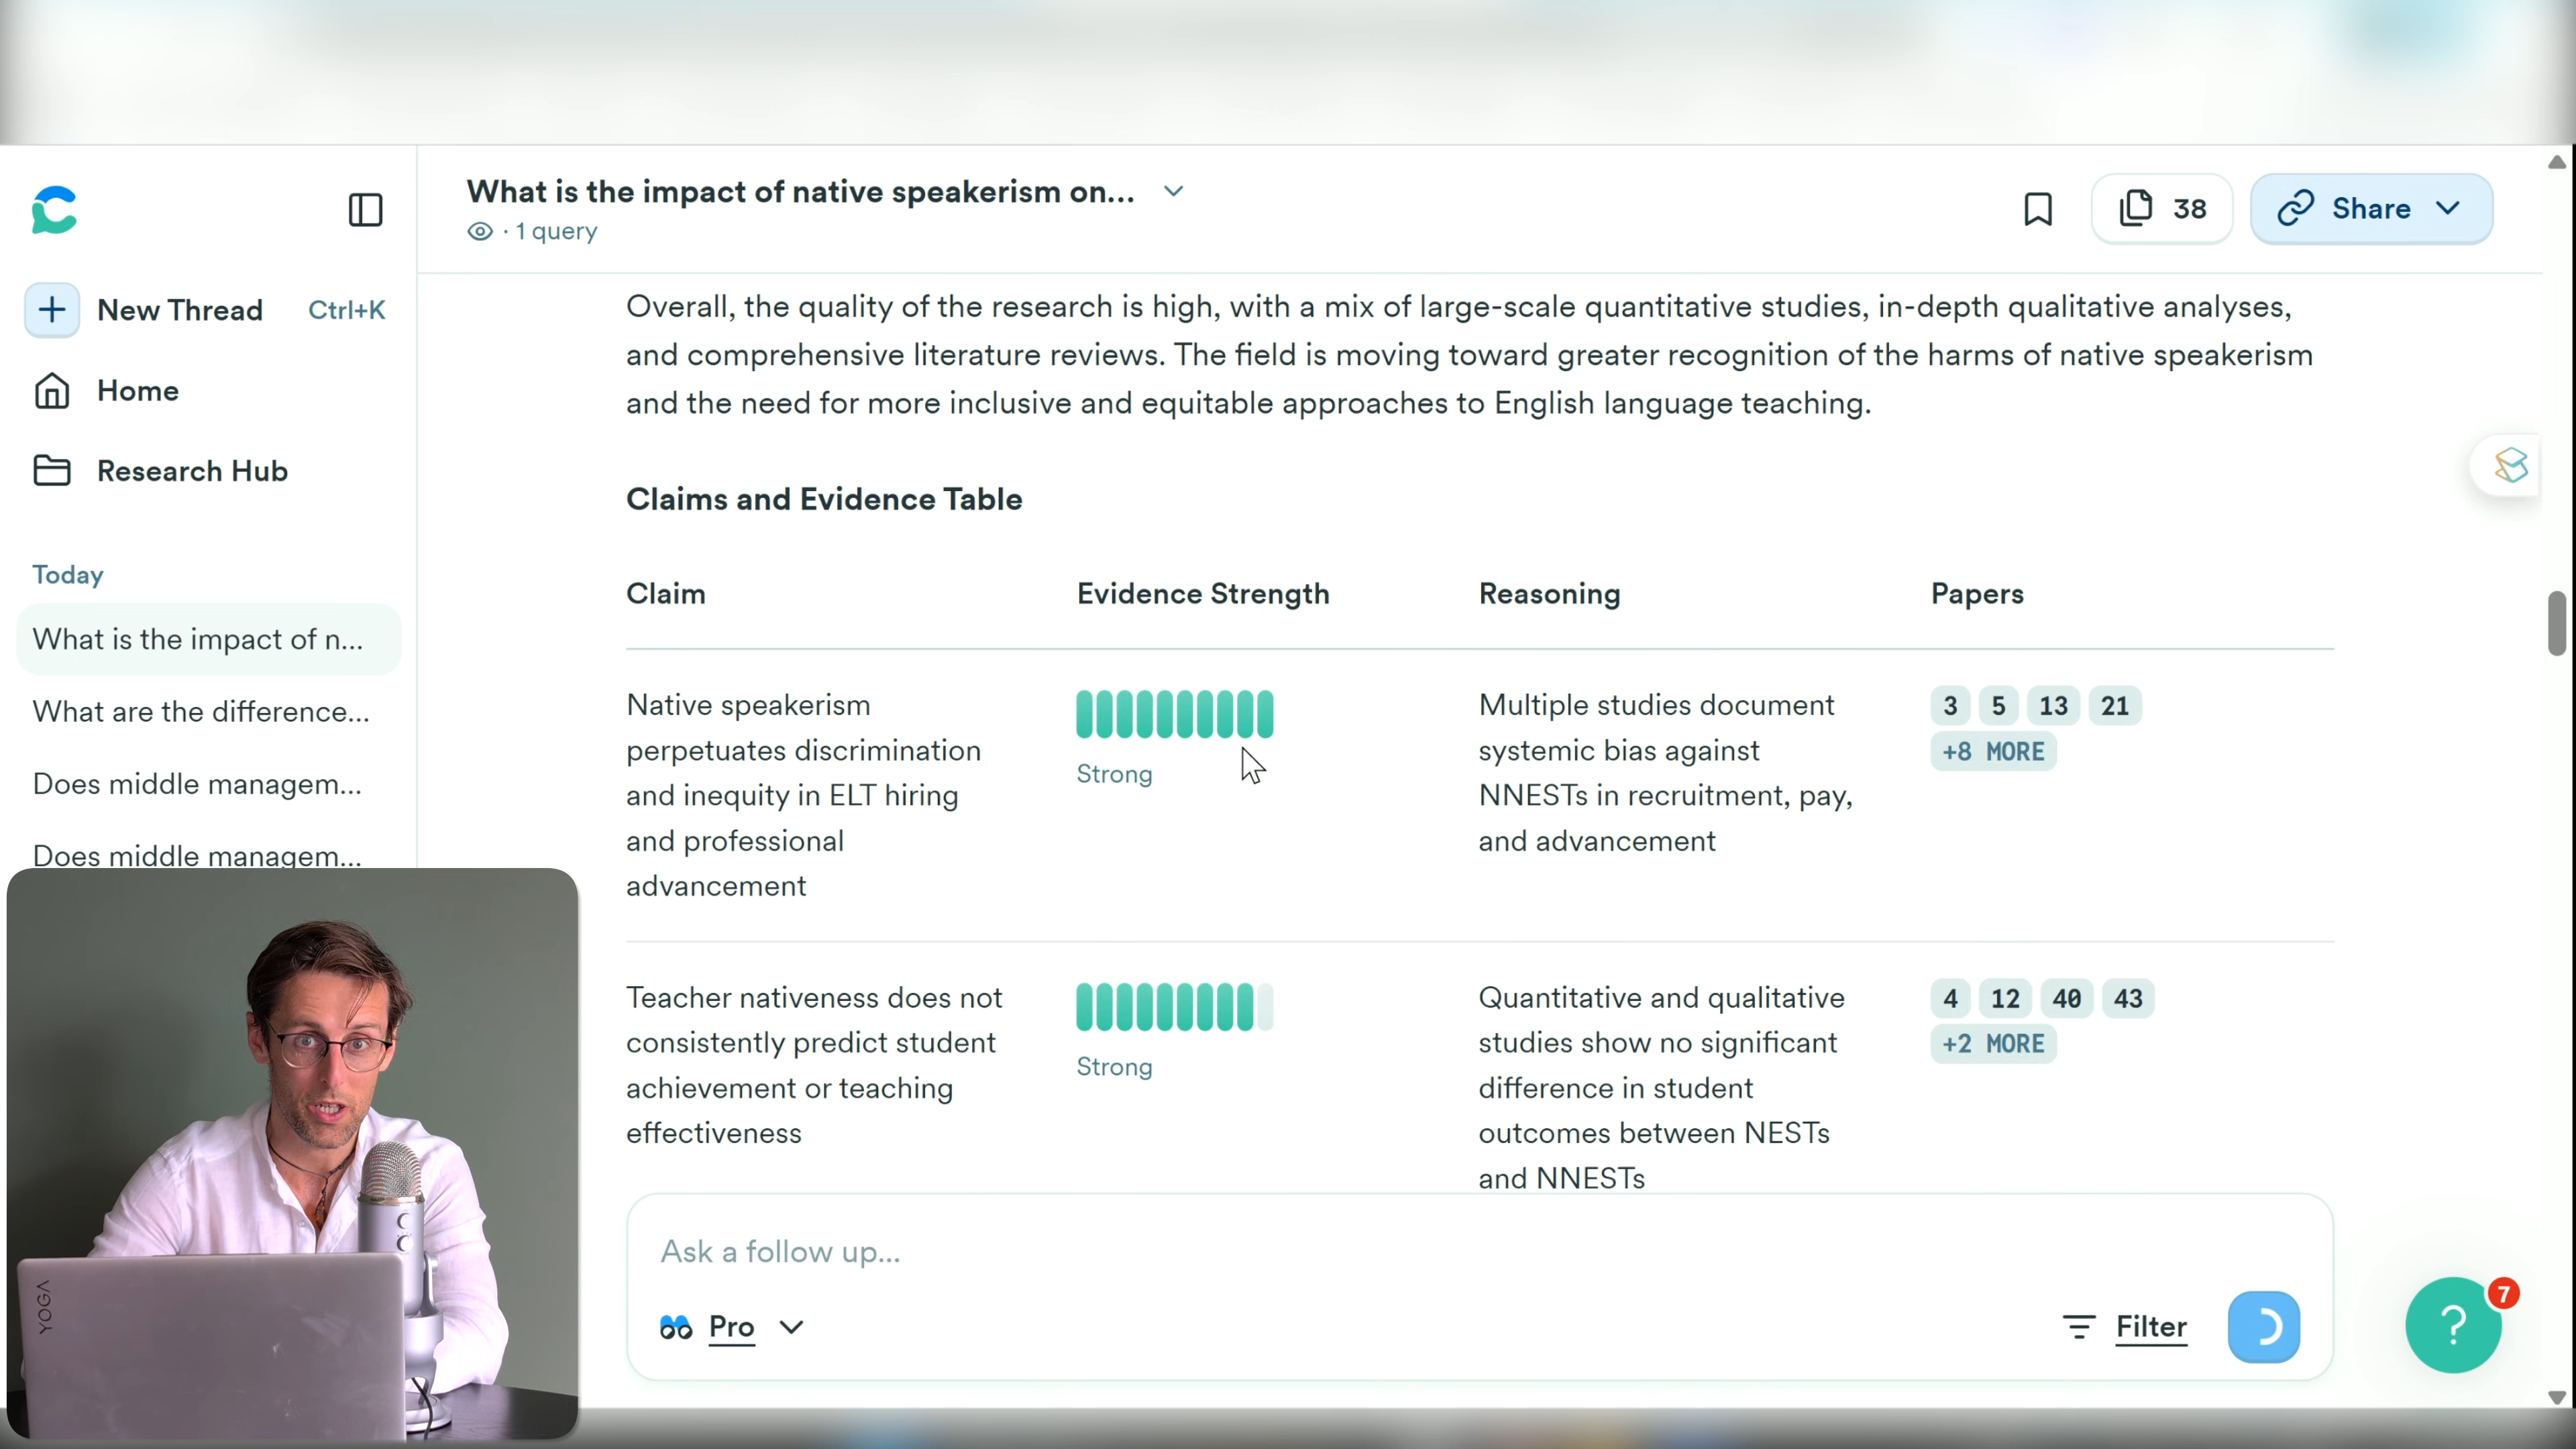 What is the impact of native speakerism on...
· 1 query
38
Share
New Thread
Ctrl+K
Home
Research Hub
Today
What is the impact of n...
What are the difference...
Does middle managem...
Does middle managem...
Overall, the quality of the research is high, with a mix of large-scale quantitative studies, in-depth qualitative analyses,
and comprehensive literature reviews. The field is moving toward greater recognition of the harms of native speakerism
and the need for more inclusive and equitable approaches to English language teaching.
Claims and Evidence Table
Claim
Evidence Strength
Reasoning
Papers
Native speakerism
perpetuates discrimination
and inequity in ELT hiring
and professional
advancement
Strong
Multiple studies document
systemic bias against
NNESTs in recruitment, pay,
and advancement
3 5 13 21
+8 MORE
Teacher nativeness does not
consistently predict student
achievement or teaching
effectiveness
Strong
Quantitative and qualitative
studies show no significant
difference in student
outcomes between NESTs
and NNESTs
4 12 40 43
+2 MORE
Ask a follow up...
Pro
Filter
?
7
YOGA